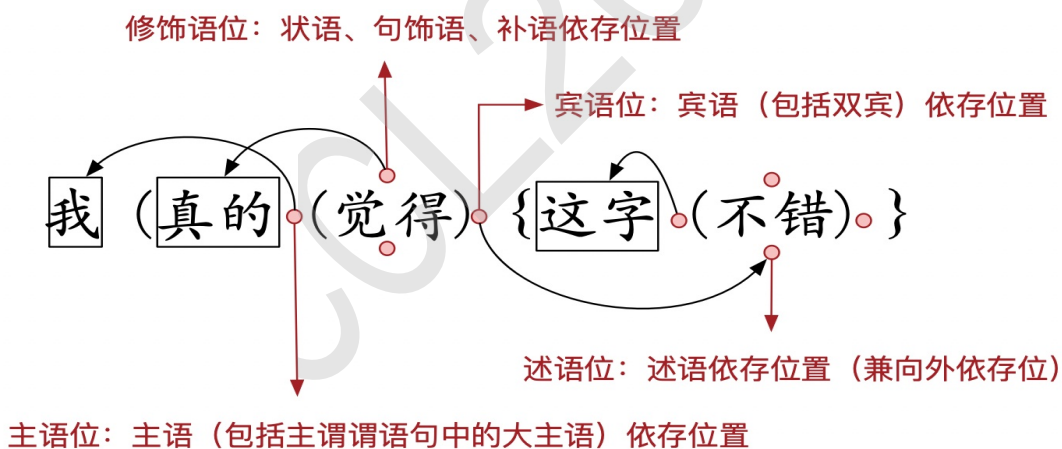 修饰语位：状语、句饰语、补语依存位置
宾语位：宾语（包括双宾）依存位置
我（真的（觉得）｛这字（不错）｝
述语位：述语依存位置（兼向外依存位）
主语位：主语（包括主谓谓语句中的大主语）依存位置